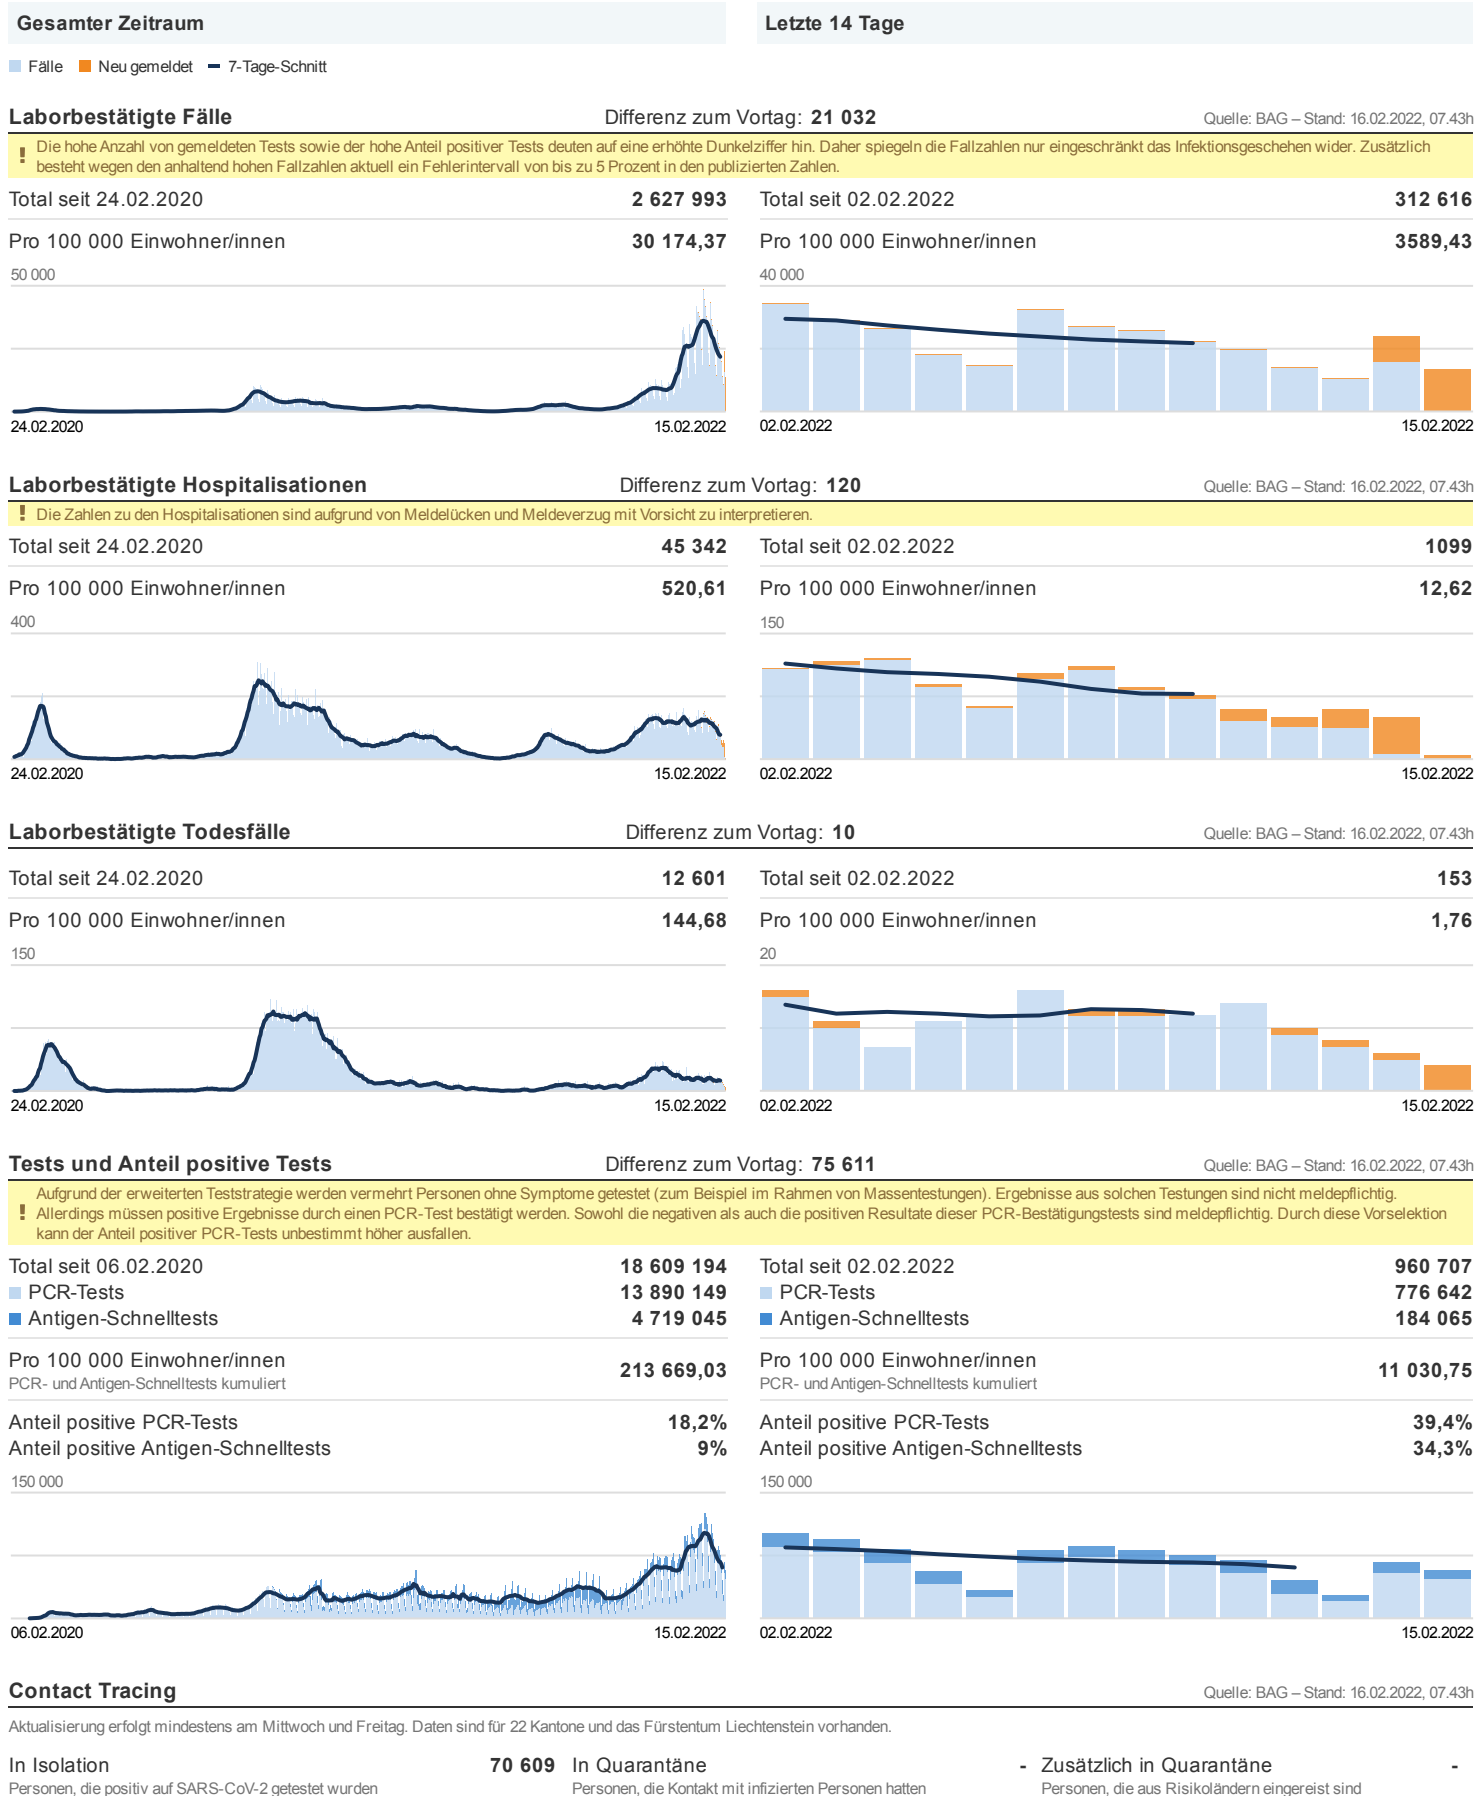 Gesamter Zeitraum
Letzte 14 Tage
Fälle Neu gemeldet 7-Tage-Schnitt
Laborbestätigte Fälle Differenz zum Vortag: 21 032 Quelle: BAG – Stand: 16.02.2022, 07.43h
! Die hohe Anzahl von gemeldeten Tests sowie der hohe Anteil positiver Tests deuten auf eine erhöhte Dunkelziffer hin. Daher spiegeln die Fallzahlen nur eingeschränkt das Infektionsgeschehen wider. Zusätzlich
besteht wegen den anhaltend hohen Fallzahlen aktuell ein Fehlerintervall von bis zu 5 Prozent in den publizierten Zahlen.
Total seit 24.02.2020 2 627 993
Pro 100 000 Einwohner/innen 30 174,37
50 000
24.02.2020 15.02.2022
Total seit 02.02.2022 312 616
Pro 100 000 Einwohner/innen 3589,43
40 000
02.02.2022 15.02.2022
Laborbestätigte Hospitalisationen Differenz zum Vortag: 120 Quelle: BAG – Stand: 16.02.2022, 07.43h
! Die Zahlen zu den Hospitalisationen sind aufgrund von Meldelücken und Meldeverzug mit Vorsicht zu interpretieren.
Total seit 24.02.2020 45 342
Pro 100 000 Einwohner/innen 520,61
400
24.02.2020 15.02.2022
Total seit 02.02.2022 1099
Pro 100 000 Einwohner/innen 12,62
150
02.02.2022 15.02.2022
Laborbestätigte Todesfälle Differenz zum Vortag: 10 Quelle: BAG – Stand: 16.02.2022, 07.43h
Total seit 24.02.2020 12 601
Pro 100 000 Einwohner/innen 144,68
150
24.02.2020 15.02.2022
Total seit 02.02.2022 153
Pro 100 000 Einwohner/innen 1,76
20
02.02.2022 15.02.2022
Tests und Anteil positive Tests Differenz zum Vortag: 75 611 Quelle: BAG – Stand: 16.02.2022, 07.43h
Aufgrund der erweiterten Teststrategie werden vermehrt Personen ohne Symptome getestet (zum Beispiel im Rahmen von Massentestungen). Ergebnisse aus solchen Testungen sind nicht meldepflichtig.
! Allerdings müssen positive Ergebnisse durch einen PCR-Test bestätigt werden. Sowohl die negativen als auch die positiven Resultate dieser PCR-Bestätigungstests sind meldepflichtig. Durch diese Vorselektion
kann der Anteil positiver PCR-Tests unbestimmt höher ausfallen.
Total seit 06.02.2020 18 609 194
PCR-Tests 13 890 149
Antigen-Schnelltests 4 719 045
Pro 100 000 Einwohner/innen 213 669,03
PCR- und Antigen-Schnelltests kumuliert
Anteil positive PCR-Tests 18,2%
Anteil positive Antigen-Schnelltests 9%
150 000
06.02.2020 15.02.2022
Total seit 02.02.2022 960 707
PCR-Tests 776 642
Antigen-Schnelltests 184 065
Pro 100 000 Einwohner/innen 11 030,75
PCR- und Antigen-Schnelltests kumuliert
Anteil positive PCR-Tests 39,4%
Anteil positive Antigen-Schnelltests 34,3%
150 000
02.02.2022 15.02.2022
Contact Tracing Quelle: BAG – Stand: 16.02.2022, 07.43h
Aktualisierung erfolgt mindestens am Mittwoch und Freitag. Daten sind für 22 Kantone und das Fürstentum Liechtenstein vorhanden.
In Isolation 70 609
Personen, die positiv auf SARS-CoV-2 getestet wurden
In Quarantäne -
Personen, die Kontakt mit infizierten Personen hatten
Zusätzlich in Quarantäne -
Personen, die aus Risikoländern eingereist sind